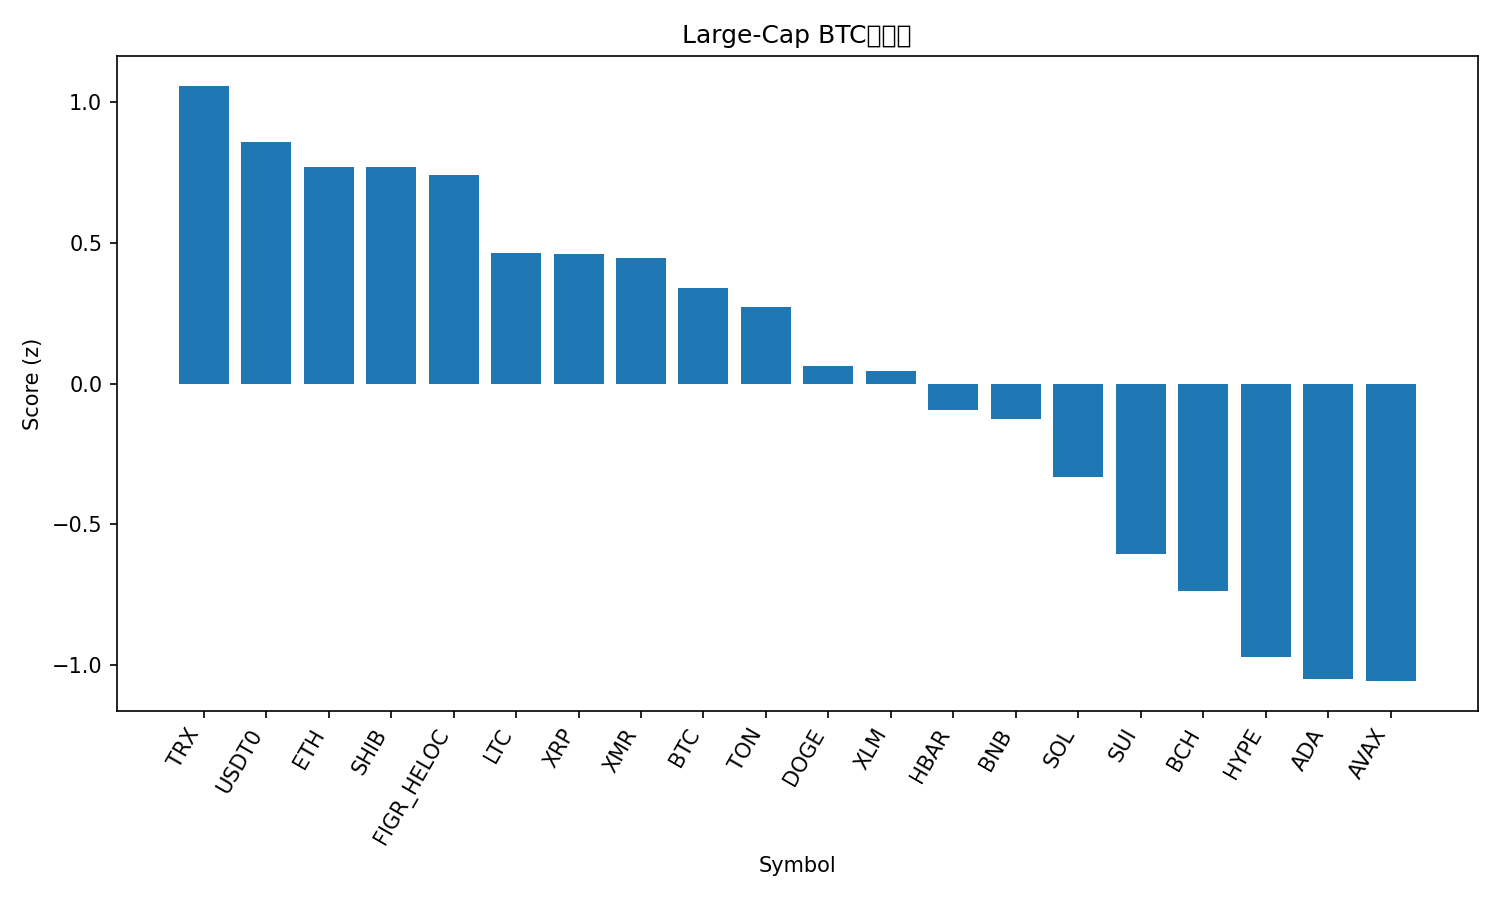 Large-Cap BTC
Score (z)
1.0
0.5
0.0
−0.5
−1.0
TRX
USDT0
ETH
SHIB
FIGR_HELOC
LTC
XRP
XMR
BTC
TON
DOGE
XLM
HBAR
BNB
SOL
SUI
BCH
HYPE
ADA
AVAX
Symbol